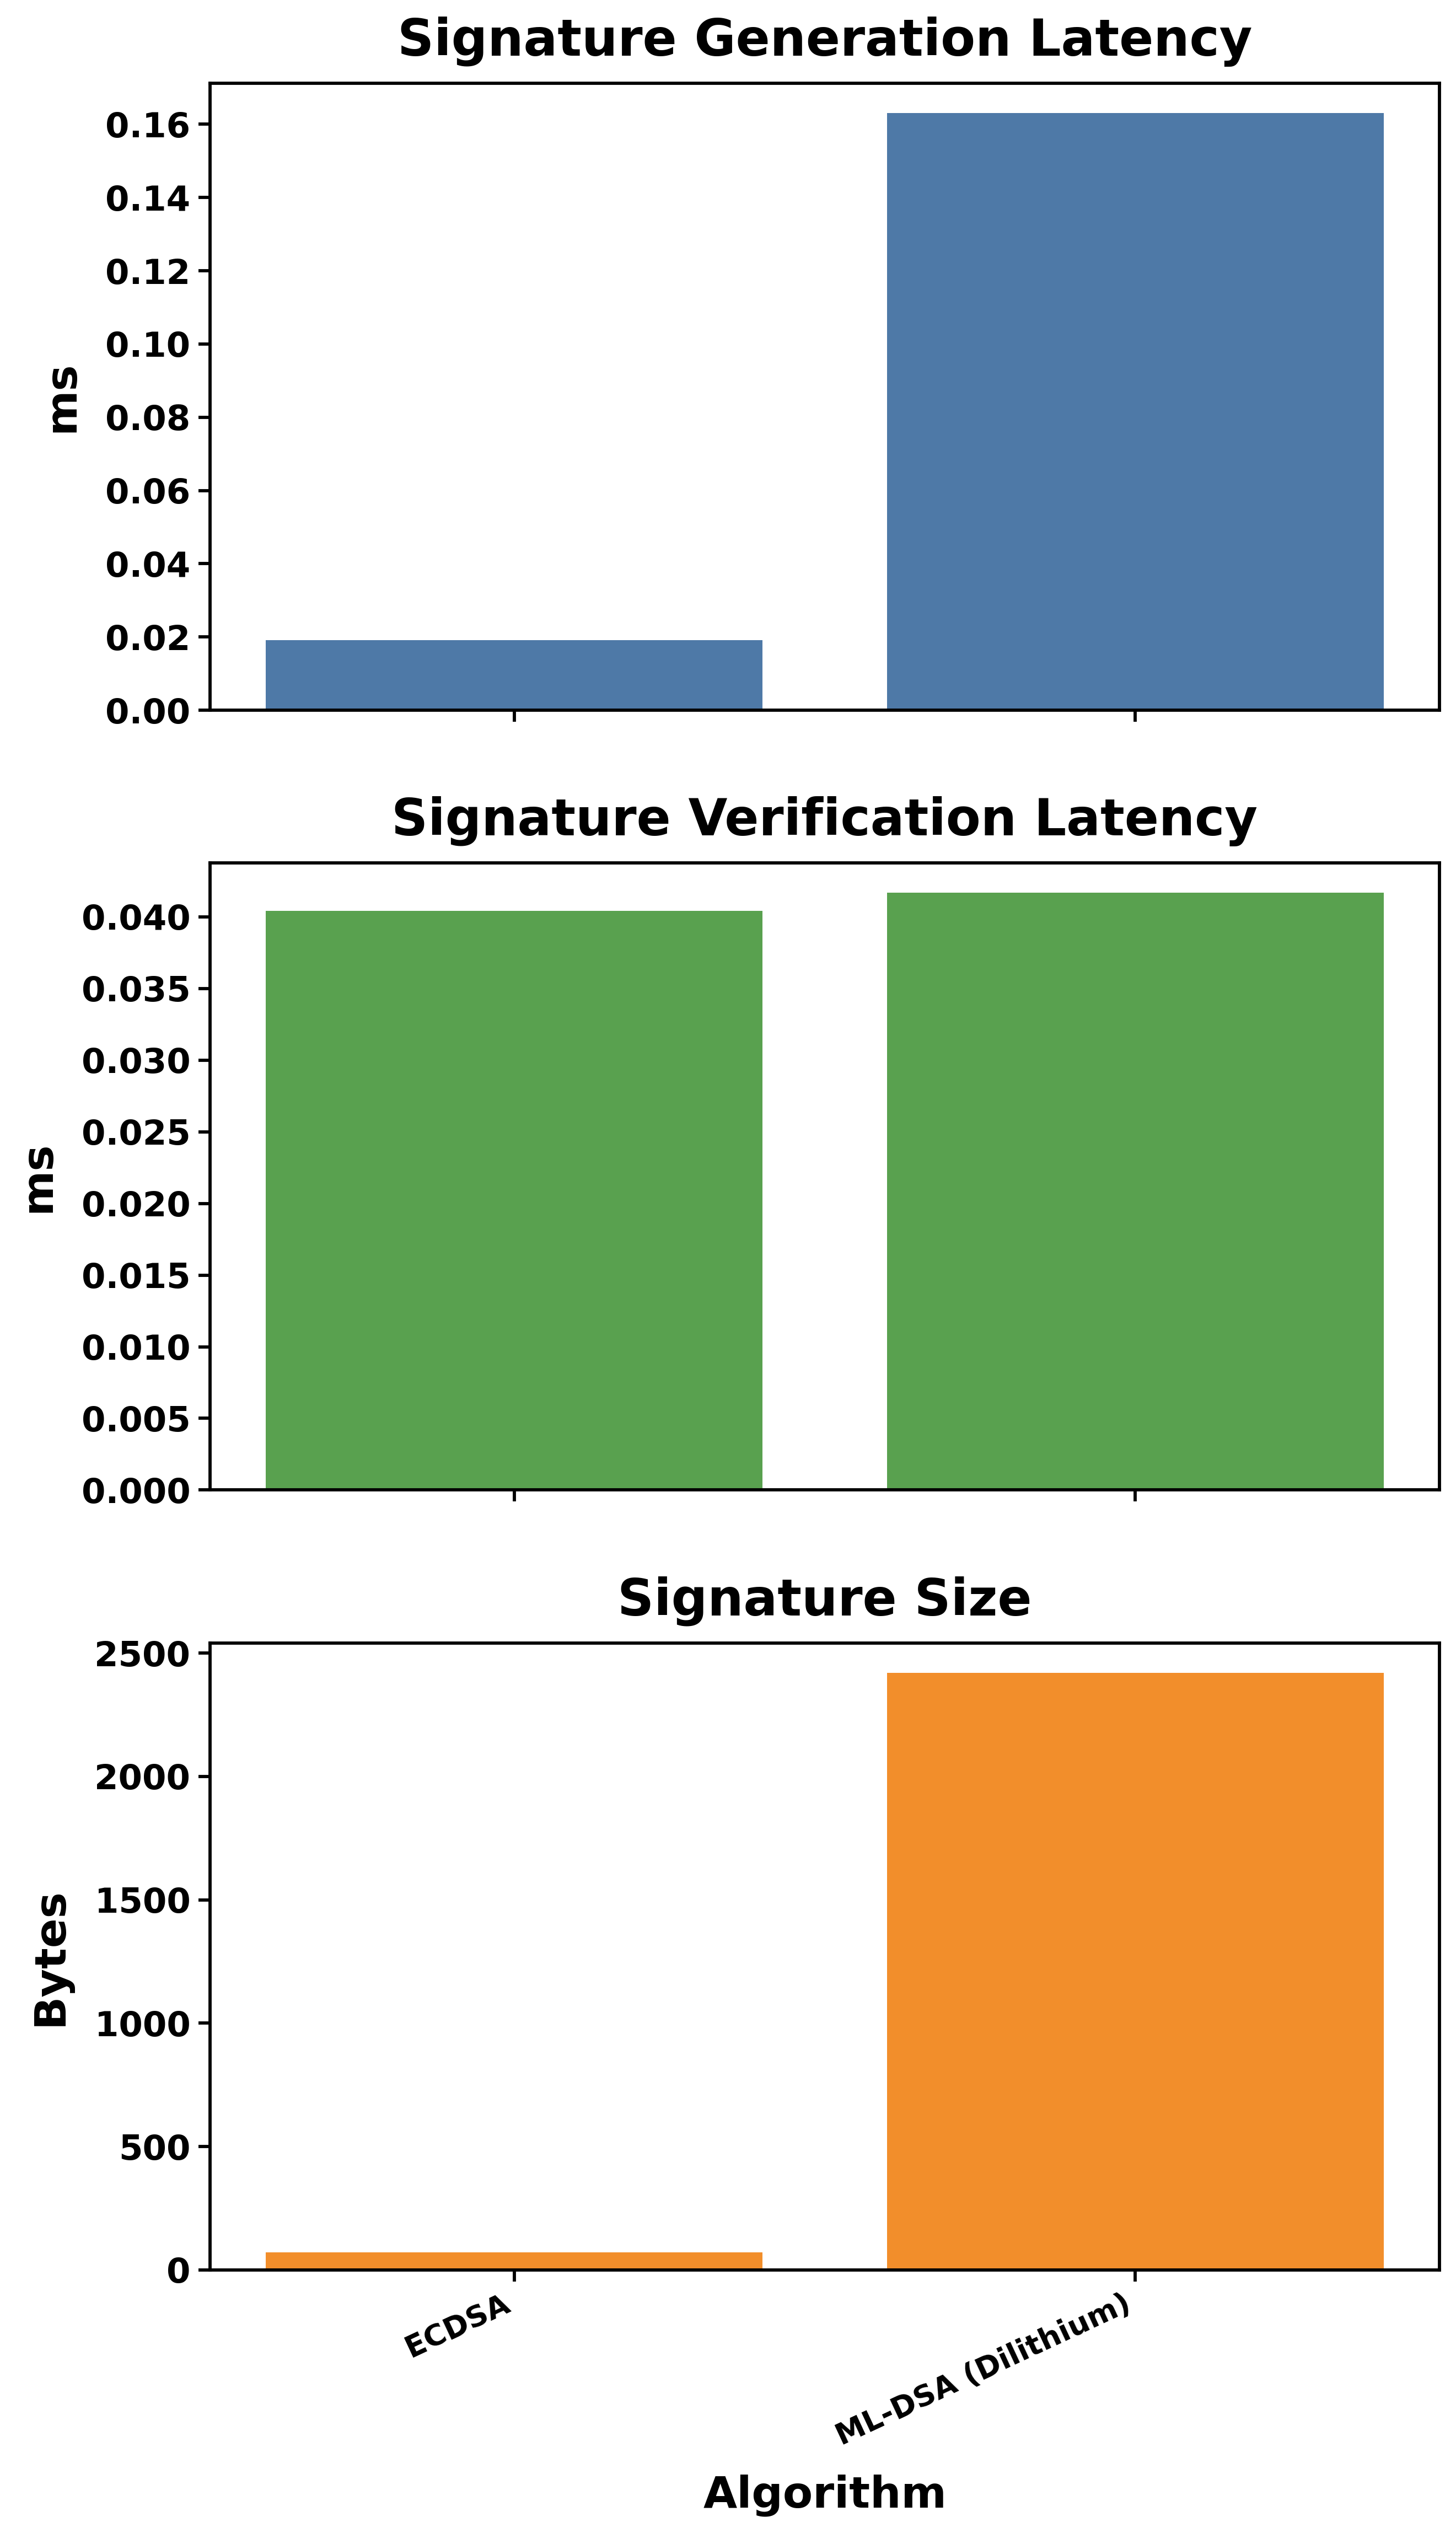 Signature Generation Latency
0.16
0.14
0.12
0.10
0.08
0.06
0.04
0.02
0.00
ms
Signature Verification Latency
0.040
0.035
0.030
0.025
0.020
0.015
0.010
0.005
0.000
ms
Signature Size
2500
2000
1500
1000
500
0
Bytes
ECDSA
ML-DSA (Dilithium)
Algorithm